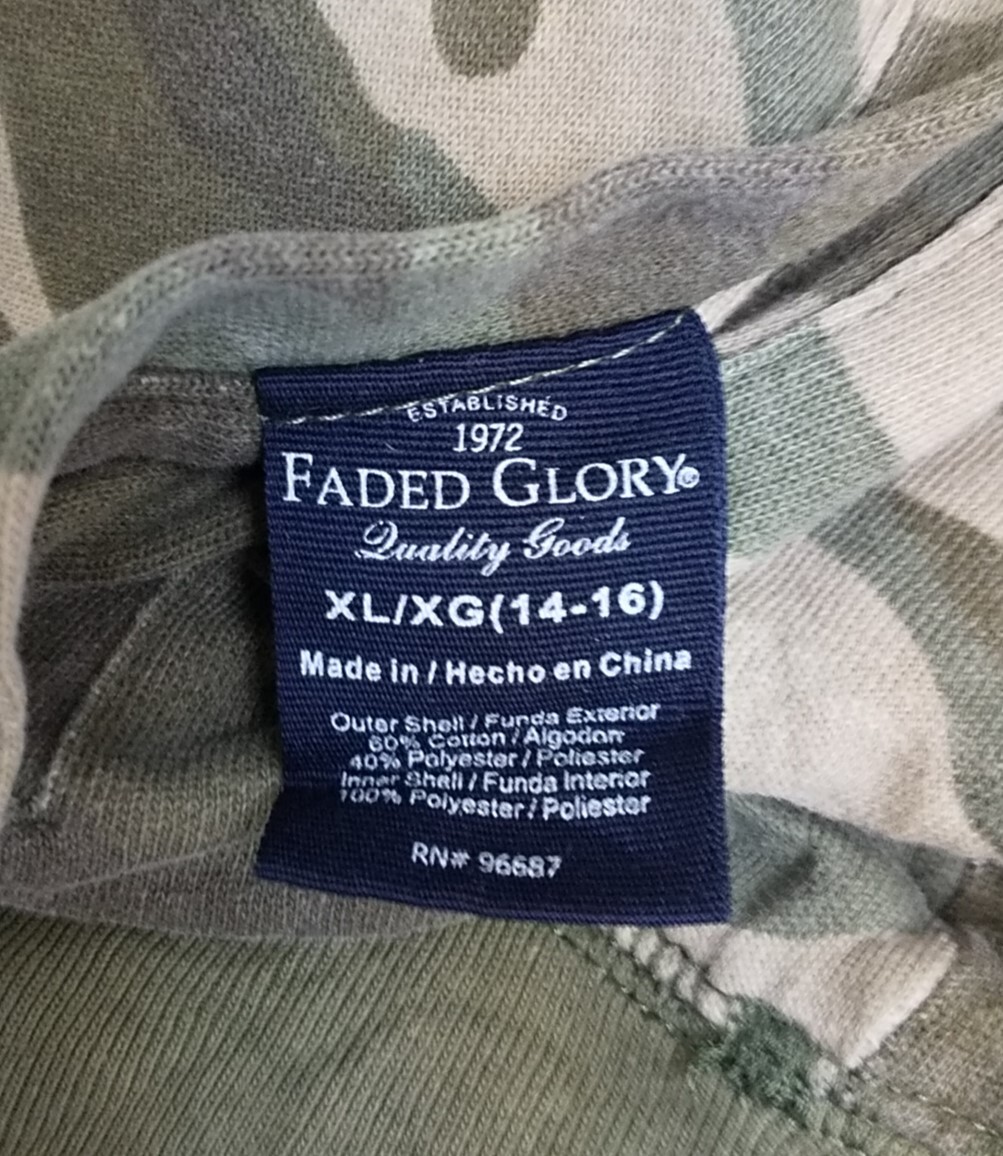 ESTABLISHED
1972
FADED GLORY®
Quality Goods
XL/XG(14-16)
Made in / Hecho en China
Outer Shell / Funda Exterior
60% Cotton / Algodon
40% Polyester / Poliester
Inner Shell / Funda Interior
100% Polyester / Poliester
RN# 96687